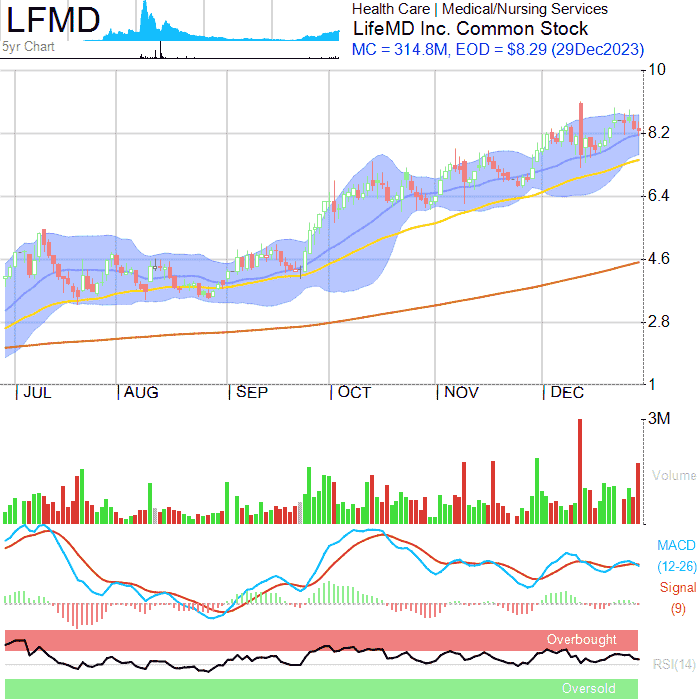 LFMD
5yr Chart
Health Care | Medical/Nursing Services
LifeMD Inc. Common Stock
MC = 314.8M, EOD = $8.29 (29Dec2023)
10
8.2
6.4
4.6
2.8
1
JUL AUG SEP OCT NOV DEC
3M
Volume
MACD
(12-26)
Signal
(9)
Overbought
RSI(14)
Oversold